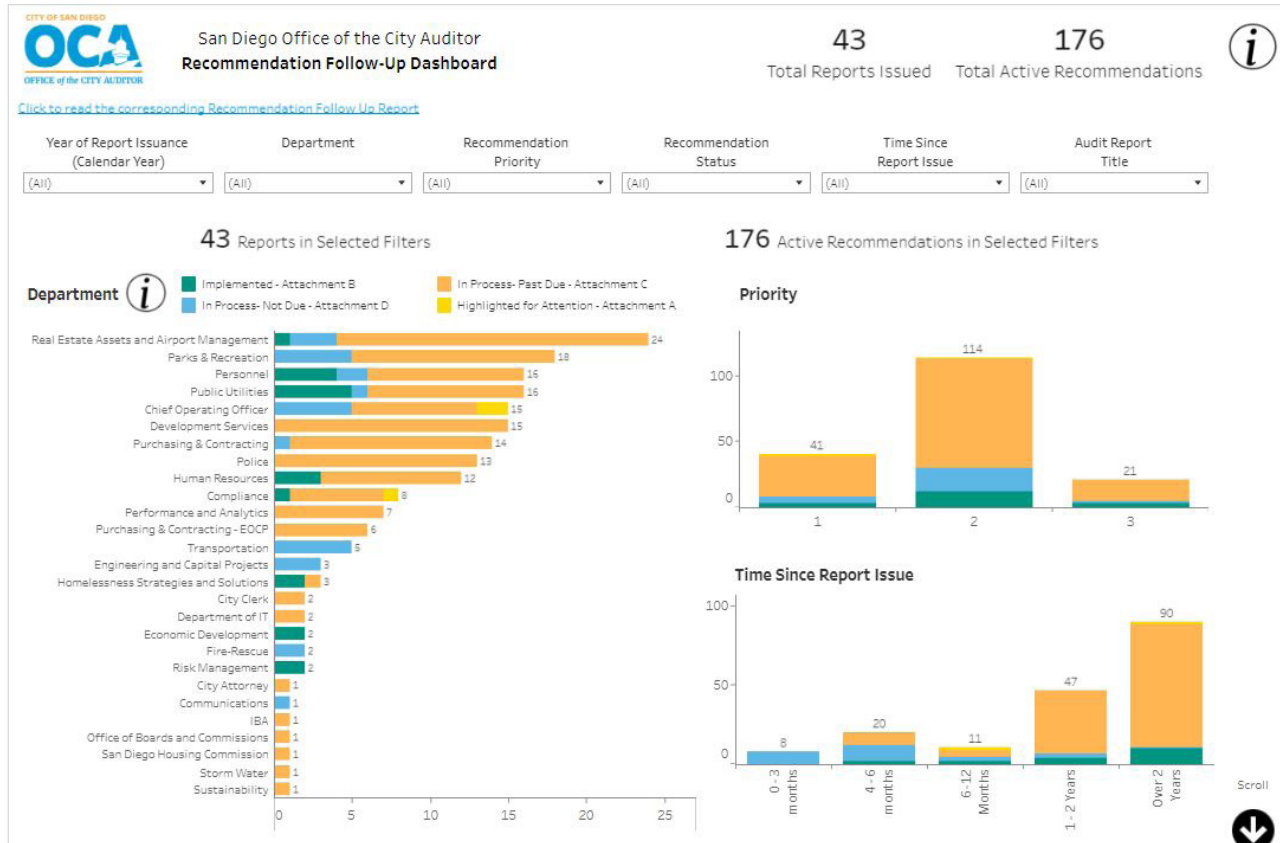 CITY OF SAN DIEGO
OCA
OFFICE of the CITY AUDITOR
San Diego Office of the City Auditor
Recommendation Follow-Up Dashboard
43
Total Reports Issued
176
Total Active Recommendations
i
Click to read the corresponding Recommendation Follow Up Report
Year of Report Issuance
(Calendar Year)
(All)
Department
(All)
Recommendation
Priority
(All)
Recommendation
Status
(All)
Time Since
Report Issue
(All)
Audit Report
Title
(All)
43 Reports in Selected Filters
176 Active Recommendations in Selected Filters
Department
i
Implemented - Attachment B
In Process- Past Due - Attachment C
In Process- Not Due - Attachment D
Highlighted for Attention - Attachment A
Real Estate Assets and Airport Management 24
Parks & Recreation 18
Personnel 16
Public Utilities 16
Chief Operating Officer 15
Development Services 15
Purchasing & Contracting 14
Police 13
Human Resources 12
Compliance 8
Performance and Analytics 7
Purchasing & Contracting - EOCP 6
Transportation 5
Engineering and Capital Projects 3
Homelessness Strategies and Solutions 3
City Clerk 2
Department of IT 2
Economic Development 2
Fire-Rescue 2
Risk Management 2
City Attorney 1
Communications 1
IBA 1
Office of Boards and Commissions 1
San Diego Housing Commission 1
Storm Water 1
Sustainability 1
0 5 10 15 20 25
Priority
100
50
0
41
114
21
1 2 3
Time Since Report Issue
100
50
0
8
20
11
47
90
0 - 3
months
4 - 6
months
6-12
Months
1 - 2 Years
Over 2
Years
Scroll